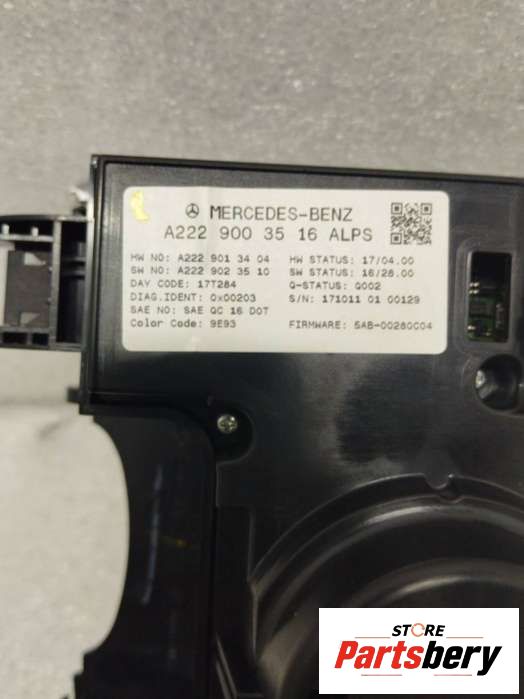 MERCEDES-BENZ
A222 900 35 16 ALPS
HW NO: A222 901 34 04 HW STATUS: 17/04.00
SW NO: A222 902 35 10 SW STATUS: 16/26.00
DAY CODE: 17T284 Q-STATUS: Q002
DIAG.IDENT: 0x00203 S/N: 171011 01 00129
SAE NO: SAE QC 16 DOT
Color Code: 9E93 FIRMWARE: 5AB-00280C04
STORE
Partsbery